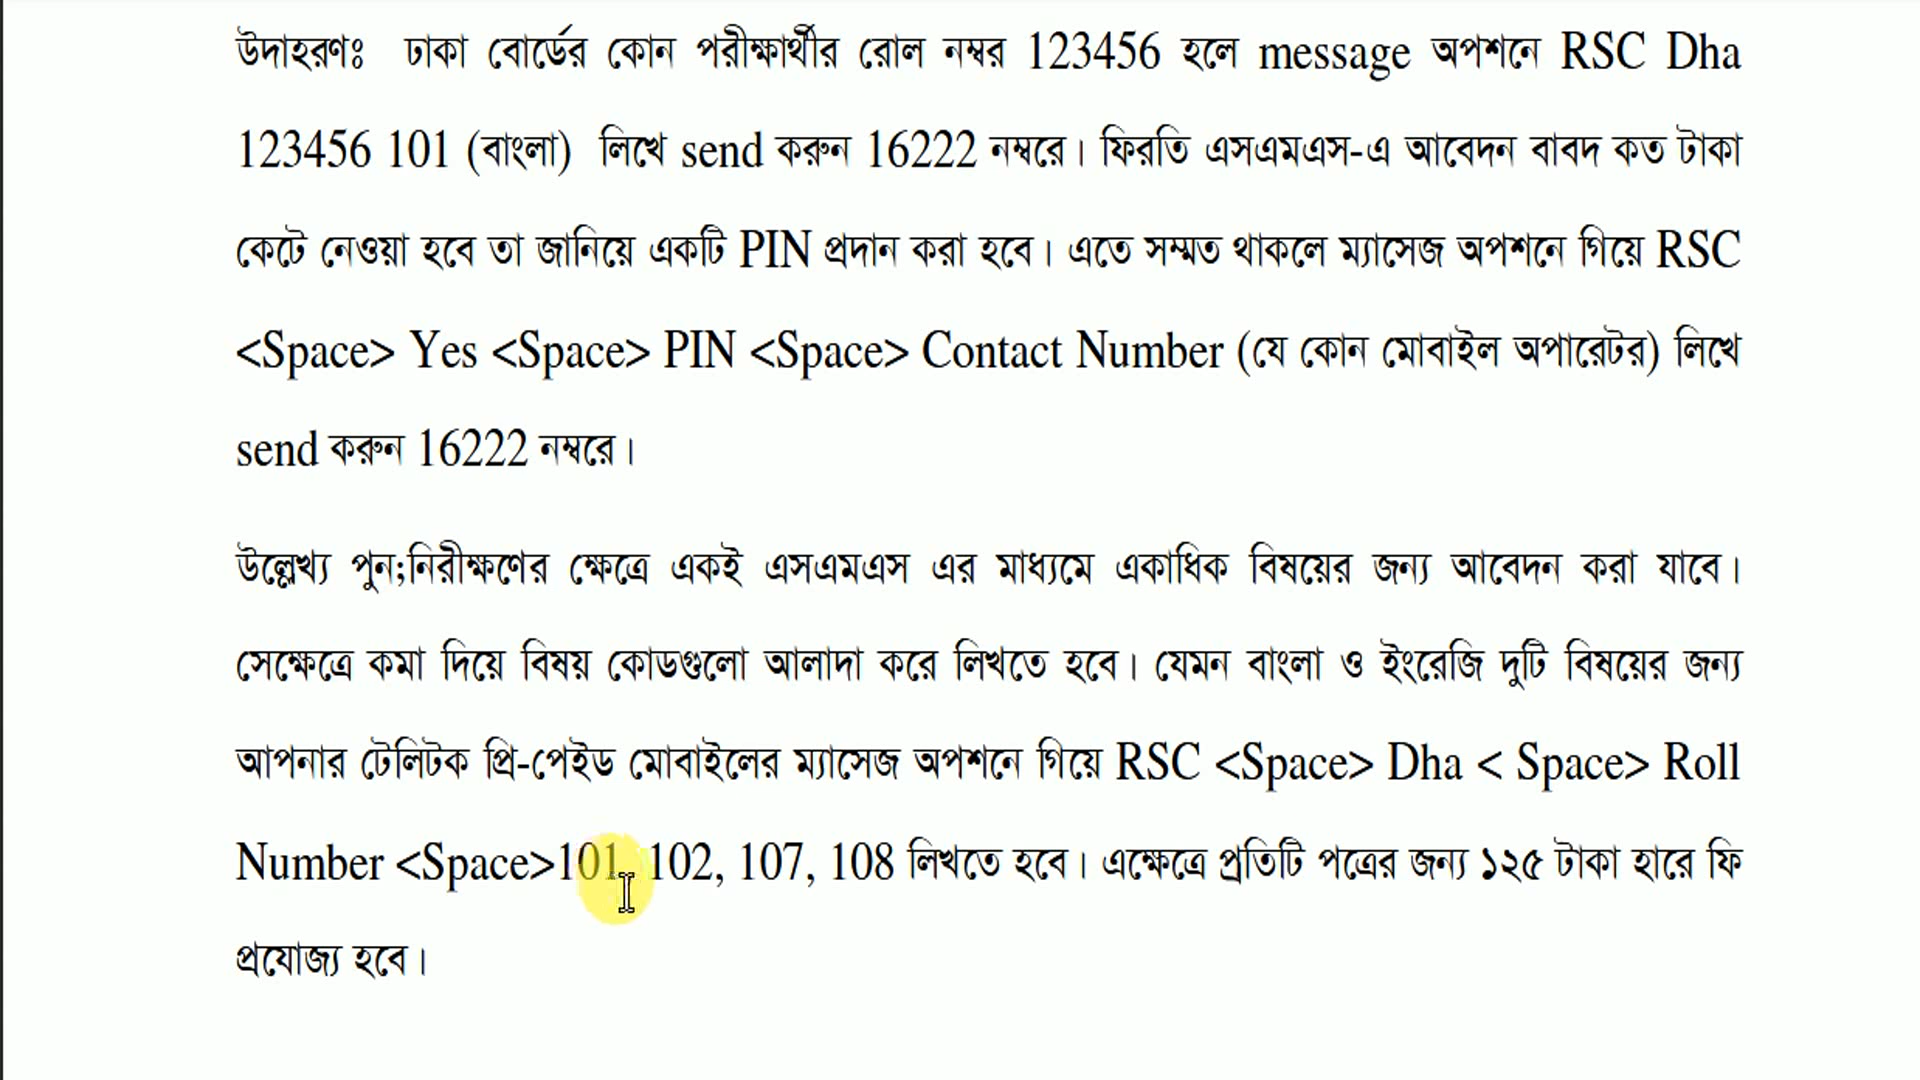 উদাহরণঃ ঢাকা বোর্ডের কোন পরীক্ষার্থীর রোল নম্বর 123456 হলে message অপশনে RSC Dha
123456 101 (বাংলা) লিখে send করুন 16222 নম্বরে। ফিরতি এসএমএস-এ আবেদন বাবদ কত টাকা
কেটে নেওয়া হবে তা জানিয়ে একটি PIN প্রদান করা হবে। এতে সম্মত থাকলে ম্যাসেজ অপশনে গিয়ে RSC
<Space> Yes <Space> PIN <Space> Contact Number (যে কোন মোবাইল অপারেটর) লিখে
send করুন 16222 নম্বরে।
উল্লেখ্য পুন;নিরীক্ষণের ক্ষেত্রে একই এসএমএস এর মাধ্যমে একাধিক বিষয়ের জন্য আবেদন করা যাবে।
সেক্ষেত্রে কমা দিয়ে বিষয় কোডগুলো আলাদা করে লিখতে হবে। যেমন বাংলা ও ইংরেজি দুটি বিষয়ের জন্য
আপনার টেলিটক প্রি-পেইড মোবাইলের ম্যাসেজ অপশনে গিয়ে RSC <Space> Dha < Space> Roll
Number <Space>101, 102, 107, 108 লিখতে হবে। এক্ষেত্রে প্রতিটি পত্রের জন্য ১২৫ টাকা হারে ফি
প্রযোজ্য হবে।